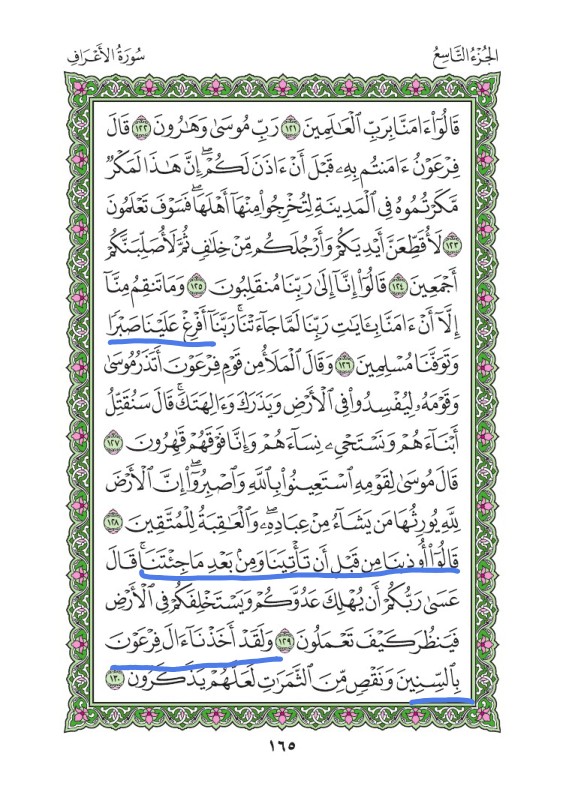 الجُزْءُ التَّاسِعُ سُورَةُ الأَعْرَافِ
قَالُوٓاْ ءَامَنَّا بِرَبِّ ٱلْعَٰلَمِينَ ١٢١ رَبِّ مُوسَىٰ وَهَٰرُونَ ١٢٢ قَالَ
فِرْعَوْنُ ءَامَنتُم بِهِۦ قَبْلَ أَنْ ءَاذَنَ لَكُمْۖ إِنَّ هَٰذَا لَمَكْرٌ
مَّكَرْتُمُوهُ فِي ٱلْمَدِينَةِ لِتُخْرِجُواْ مِنْهَآ أَهْلَهَاۖ فَسَوْفَ تَعْلَمُونَ
١٢٣ لَأُقَطِّعَنَّ أَيْدِيَكُمْ وَأَرْجُلَكُم مِّنْ خِلَٰفٍ ثُمَّ لَأُصَلِّبَنَّكُمْ
أَجْمَعِينَ ١٢٤ قَالُوٓاْ إِنَّآ إِلَىٰ رَبِّنَا مُنقَلِبُونَ ١٢٥ وَمَا تَنقِمُ مِنَّآ
إِلَّآ أَنْ ءَامَنَّا بِـَٔايَٰتِ رَبِّنَا لَمَّا جَآءَتْنَاۚ رَبَّنَآ أَفْرِغْ عَلَيْنَا صَبْرًا
وَتَوَفَّنَا مُسْلِمِينَ ١٢٦ وَقَالَ ٱلْمَلَأُ مِن قَوْمِ فِرْعَوْنَ أَتَذَرُ مُوسَىٰ
وَقَوْمَهُۥ لِيُفْسِدُواْ فِي ٱلْأَرْضِ وَيَذَرَكَ وَءَالِهَتَكَۚ قَالَ سَنُقَتِّلُ
أَبْنَآءَهُمْ وَنَسْتَحْيِۦ نِسَآءَهُمْ وَإِنَّا فَوْقَهُمْ قَٰهِرُونَ ١٢٧
قَالَ مُوسَىٰ لِقَوْمِهِ ٱسْتَعِينُواْ بِٱللَّهِ وَٱصْبِرُوٓاْۖ إِنَّ ٱلْأَرْضَ
لِلَّهِ يُورِثُهَا مَن يَشَآءُ مِنْ عِبَادِهِۦۖ وَٱلْعَٰقِبَةُ لِلْمُتَّقِينَ ١٢٨
قَالُوٓاْ أُوذِينَا مِن قَبْلِ أَن تَأْتِيَنَا وَمِنۢ بَعْدِ مَا جِئْتَنَاۚ قَالَ
عَسَىٰ رَبُّكُمْ أَن يُهْلِكَ عَدُوَّكُمْ وَيَسْتَخْلِفَكُمْ فِي ٱلْأَرْضِ
فَيَنظُرَ كَيْفَ تَعْمَلُونَ ١٢٩ وَلَقَدْ أَخَذْنَآ ءَالَ فِرْعَوْنَ
بِٱلسِّنِينَ وَنَقْصٍ مِّنَ ٱلثَّمَرَٰتِ لَعَلَّهُمْ يَذَّكَّرُونَ ١٣٠
١٦٥